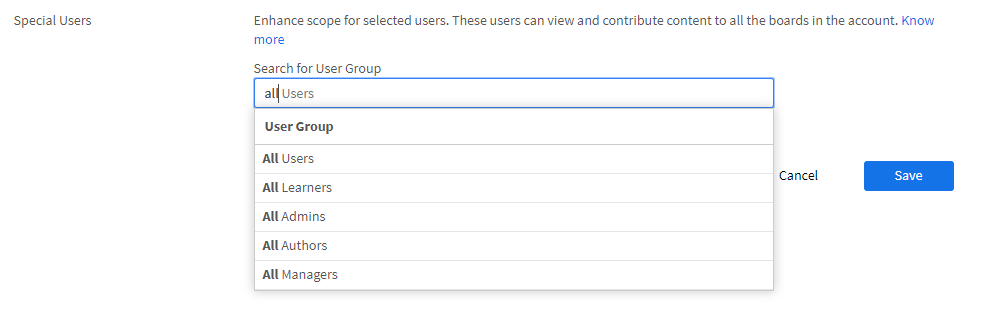 Special Users
Enhance scope for selected users. These users can view and contribute content to all the boards in the account. Know
more
Search for User Group
all Users
User Group
All Users
All Learners
All Admins
All Authors
All Managers
Cancel
Save